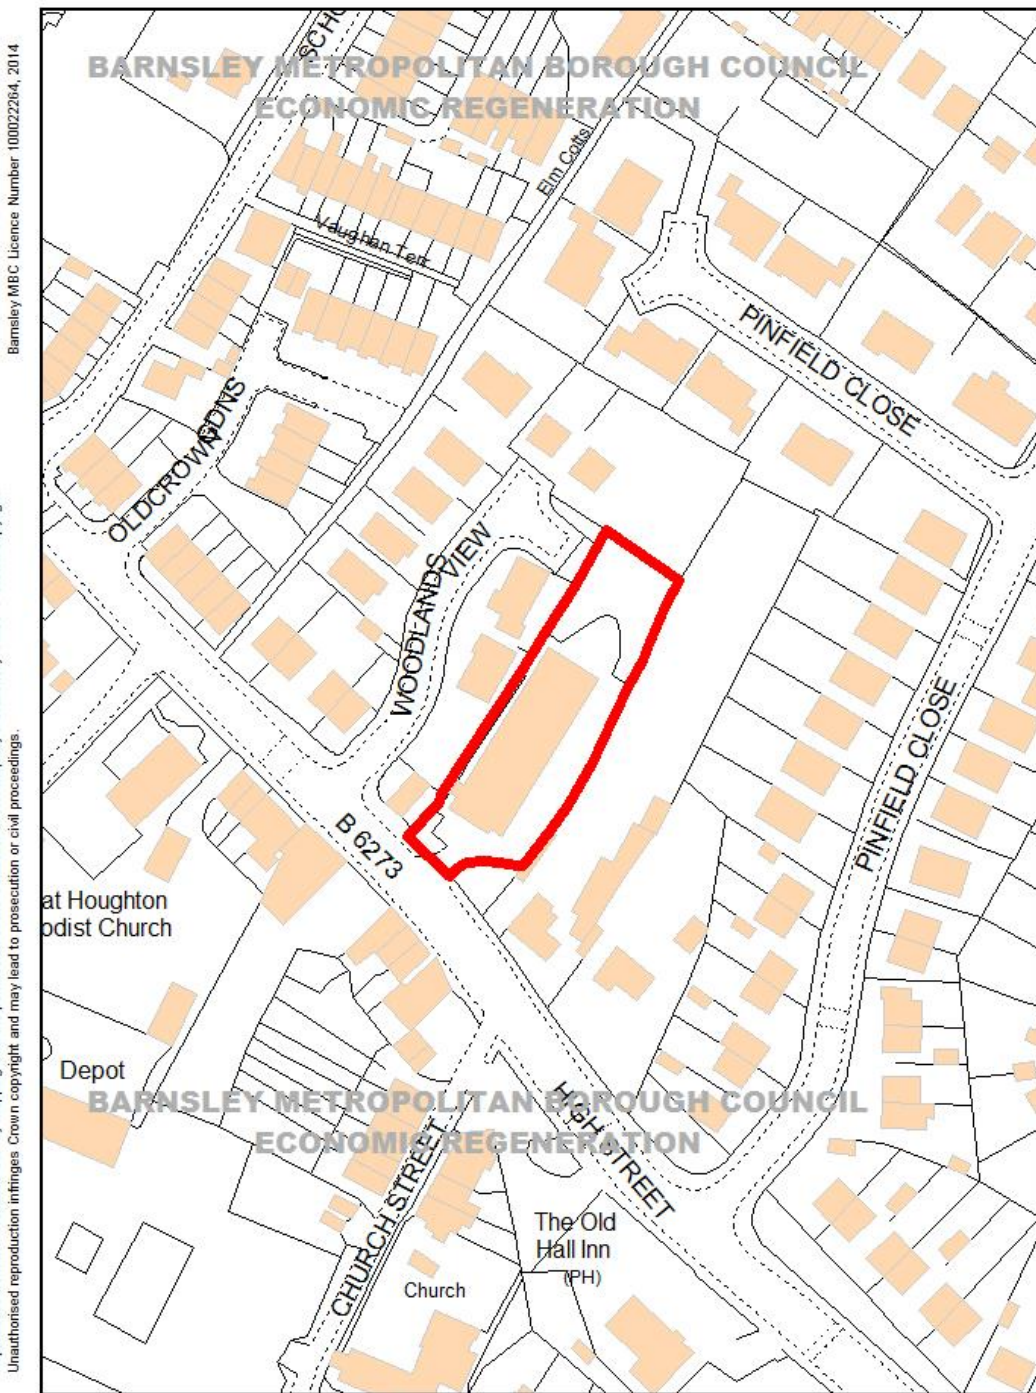 BARNSLEY METROPOLITAN BOROUGH COUNCIL
ECONOMIC REGENERATION
Barnsley MBC Licence Number 100022264, 2014
Unauthorised reproduction infringes Crown copyright and may lead to prosecution or civil proceedings.
Elm Cotts
Vaughan Terr
PINFIELD CLOSE
OLDCROWN
GDNS
WOODLANDS
VIEW
PINFIELD CLOSE
B 6273
at Houghton
odist Church
Depot
BARNSLEY METROPOLITAN BOROUGH COUNCIL
ECONOMIC REGENERATION
HIGH STREET
CHURCH STREET
The Old
Hall Inn
(PH)
Church